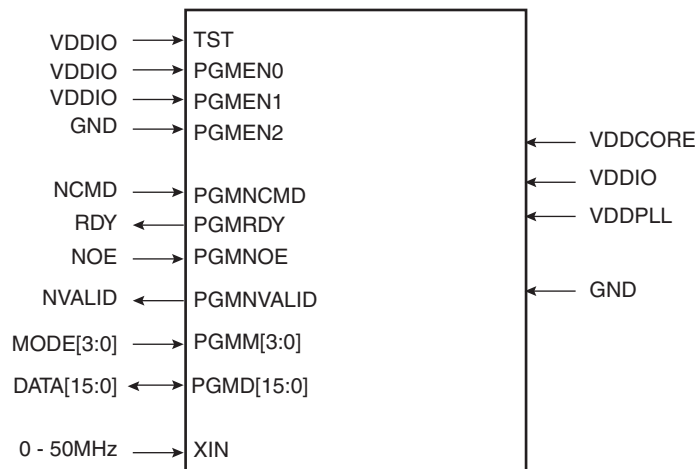 VDDIO TST
VDDIO PGMEN0
VDDIO PGMEN1
GND PGMEN2
VDDCORE
NCMD PGMNCMD
VDDIO
RDY PGMRDY
VDDPLL
NOE PGMNOE
NVALID PGMNVALID
GND
MODE[3:0] PGMM[3:0]
DATA[15:0] PGMD[15:0]
0 - 50MHz XIN